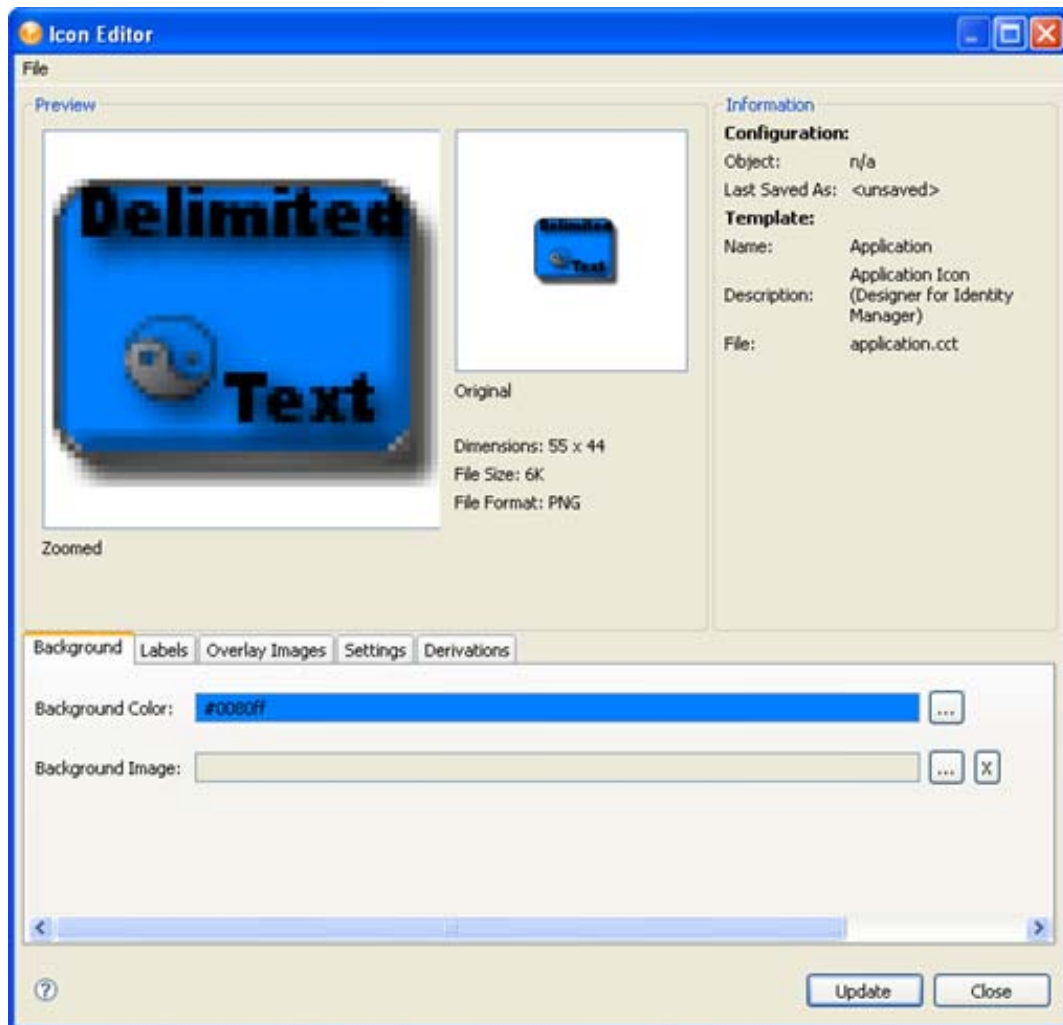 Icon Editor
File
Preview
Delimited
Text
Zoomed
Delimited
Text
Original
Dimensions: 55 x 44
File Size: 6K
File Format: PNG
Information
Configuration:
Object: n/a
Last Saved As: <unsaved>
Template:
Name: Application
Description: Application Icon
(Designer for Identity
Manager)
File: application.cct
Background Labels Overlay Images Settings Derivations
Background Color: #0080ff ...
Background Image: ... X
?
Update Close